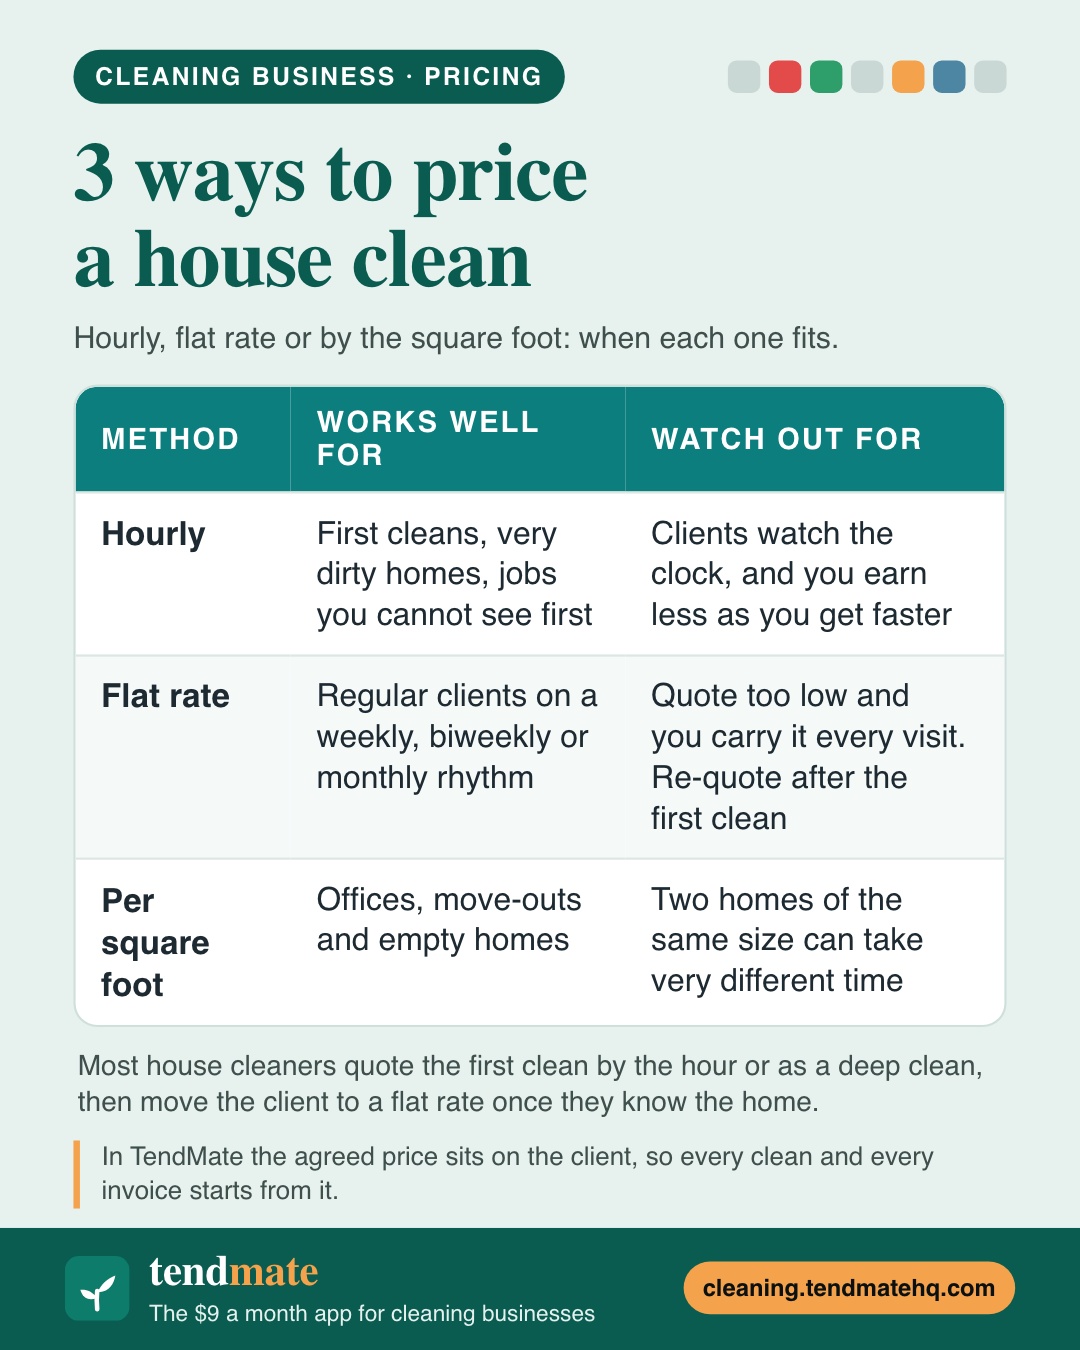 CLEANING BUSINESS · PRICING
3 ways to price
a house clean
Hourly, flat rate or by the square foot: when each one fits.
METHOD
WORKS WELL
FOR
WATCH OUT FOR
Hourly
First cleans, very
dirty homes, jobs
you cannot see first
Clients watch the
clock, and you earn
less as you get faster
Flat rate
Regular clients on a
weekly, biweekly or
monthly rhythm
Quote too low and
you carry it every visit.
Re-quote after the
first clean
Per
square
foot
Offices, move-outs
and empty homes
Two homes of the
same size can take
very different time
Most house cleaners quote the first clean by the hour or as a deep clean,
then move the client to a flat rate once they know the home.
In TendMate the agreed price sits on the client, so every clean and every
invoice starts from it.
tendmate
The $9 a month app for cleaning businesses
cleaning.tendmatehq.com